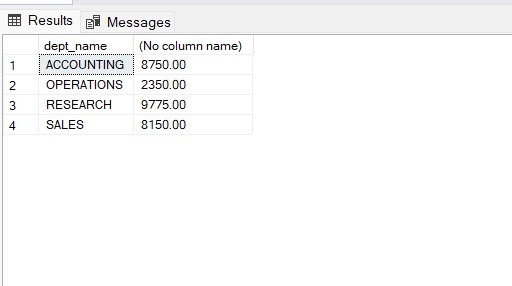 Results Messages
dept_name (No column name)
1 ACCOUNTING 8750.00
2 OPERATIONS 2350.00
3 RESEARCH 9775.00
4 SALES 8150.00